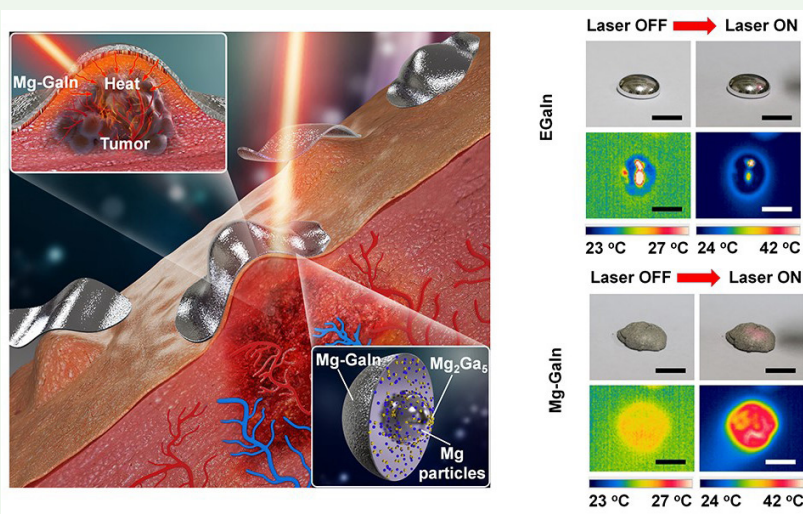 Mg-GaIn
Heat
Tumor
Mg-GaIn
Mg₂Ga₅
Mg
particles
Laser OFF Laser ON
EGaIn
23 ºC 27 ºC 24 ºC 42 ºC
Laser OFF Laser ON
Mg-GaIn
23 ºC 27 ºC 24 ºC 42 ºC